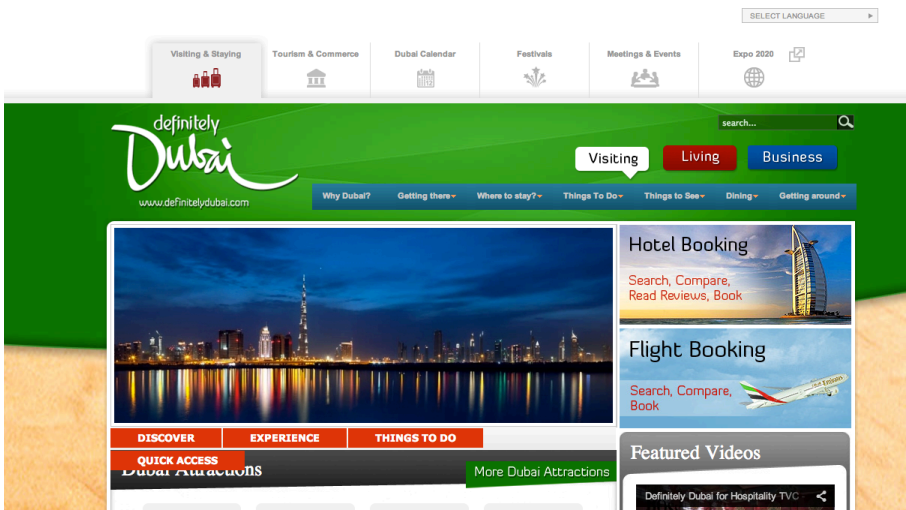 SELECT LANGUAGE
Visiting & Staying
Tourism & Commerce
Dubai Calendar
Festivals
Meetings & Events
Expo 2020
12
search...
definitely
Dubai
www.definitelydubai.com
Visiting
Living
Business
Why Dubai?
Getting there
Where to stay?
Things To Do
Things to See
Dining
Getting around
Hotel Booking
Search, Compare,
Read Reviews, Book
Flight Booking
Search, Compare,
Book
Emirates
DISCOVER
EXPERIENCE
THINGS TO DO
QUICK ACCESS
Dubai Attractions
More Dubai Attractions
Featured Videos
Definitely Dubai for Hospitality TVC